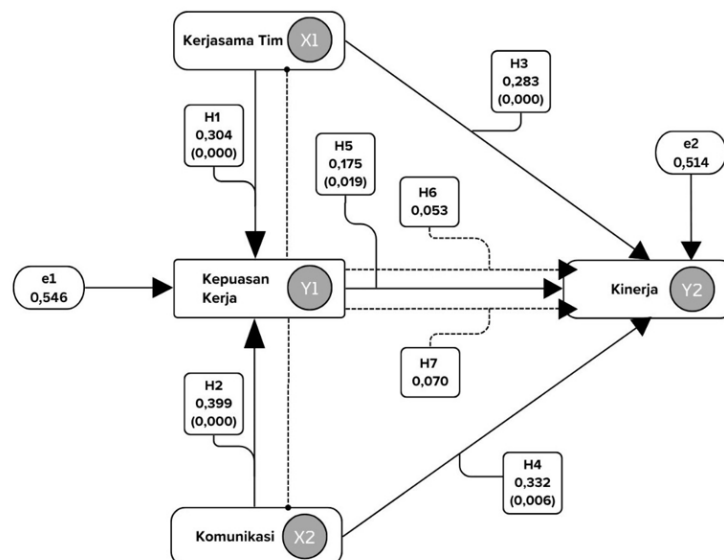 Kerjasama Tim
X1
H3
0,283
(0,000)
H1
0,304
(0,000)
H5
0,175
(0,019)
e2
0,514
H6
0,053
e1
0,546
Kepuasan
Kerja
Y1
Kinerja
Y2
H7
0,070
H2
0,399
(0,000)
H4
0,332
(0,006)
Komunikasi
X2